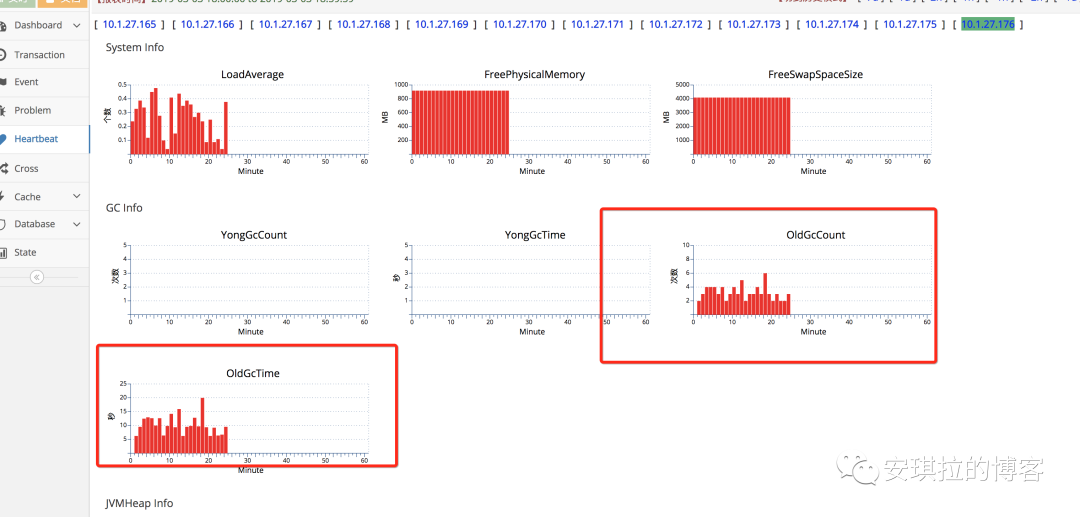 [ 10.1.27.165 ] [ 10.1.27.166 ] [ 10.1.27.167 ] [ 10.1.27.168 ] [ 10.1.27.169 ] [ 10.1.27.170 ] [ 10.1.27.171 ] [ 10.1.27.172 ] [ 10.1.27.173 ] [ 10.1.27.174 ] [ 10.1.27.175 ] [ 10.1.27.176 ]
Dashboard
Transaction
Event
Problem
Heartbeat
Cross
Cache
Database
State
System Info
LoadAverage
个数
0.5
0.4
0.3
0.2
0.1
0 10 20 30 40 50 60
Minute
FreePhysicalMemory
MB
1000
800
600
400
200
0 10 20 30 40 50 60
Minute
FreeSwapSpaceSize
MB
5000
4000
3000
2000
1000
0 10 20 30 40 50 60
Minute
GC Info
YongGcCount
次数
5
4
3
2
1
0 10 20 30 40 50 60
Minute
YongGcTime
秒
5
4
3
2
1
0 10 20 30 40 50 60
Minute
OldGcCount
次数
10
8
6
4
2
0 10 20 30 40 50 60
Minute
OldGcTime
秒
25
20
15
10
5
0 10 20 30 40 50 60
Minute
JVMHeap Info
安琪拉的博客